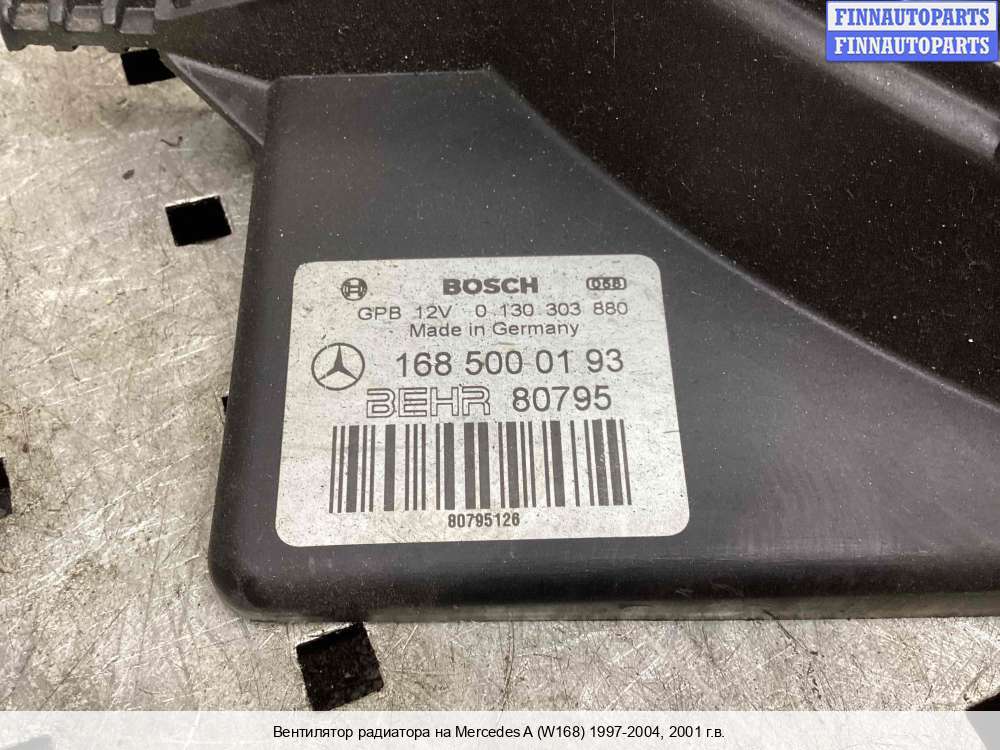 FINNAUTOPARTS
FINNAUTOPARTS
BOSCH 068
GPB 12V 0 130 303 880
Made in Germany
168 500 01 93
BEHR 80795
80795126
Вентилятор радиатора на Mercedes A (W168) 1997-2004, 2001 г.в.